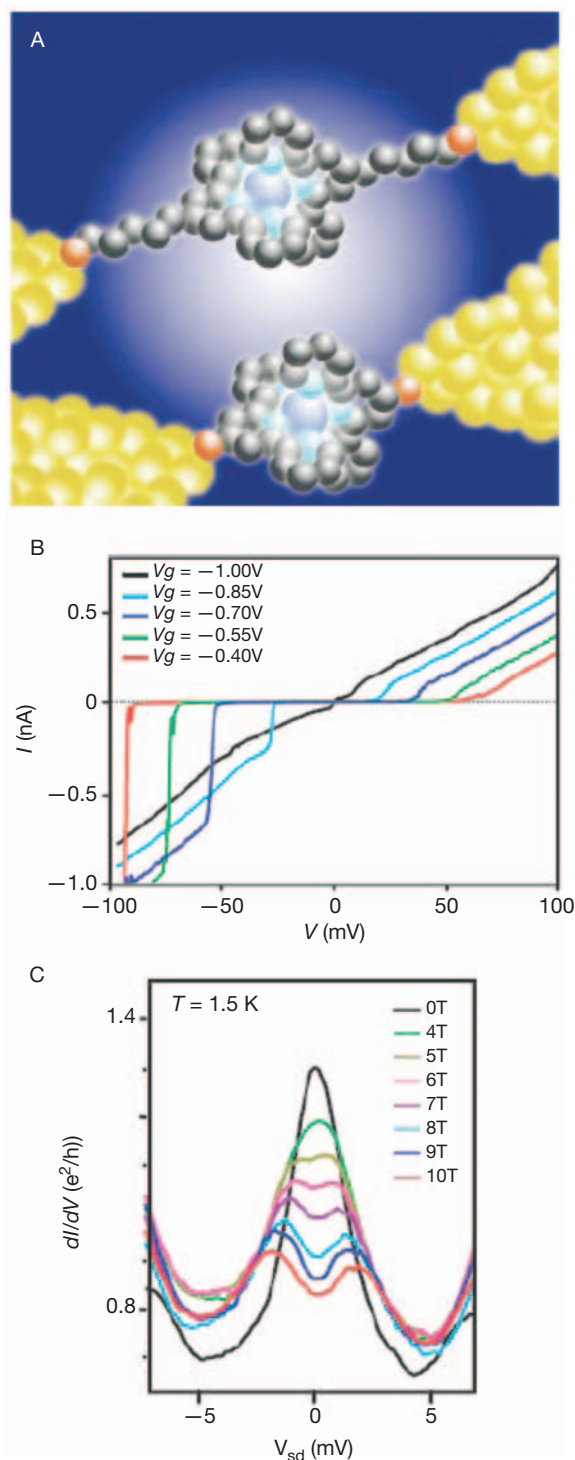 A
B
Vg = −1.00V
Vg = −0.85V
Vg = −0.70V
Vg = −0.55V
Vg = −0.40V
0.5
0
−0.5
−1.0
I (nA)
−100
−50
0
50
100
V (mV)
C
T = 1.5 K
0T
4T
5T
6T
7T
8T
9T
10T
1.4
0.8
dI/dV (e²/h))
−5
0
5
Vsd (mV)